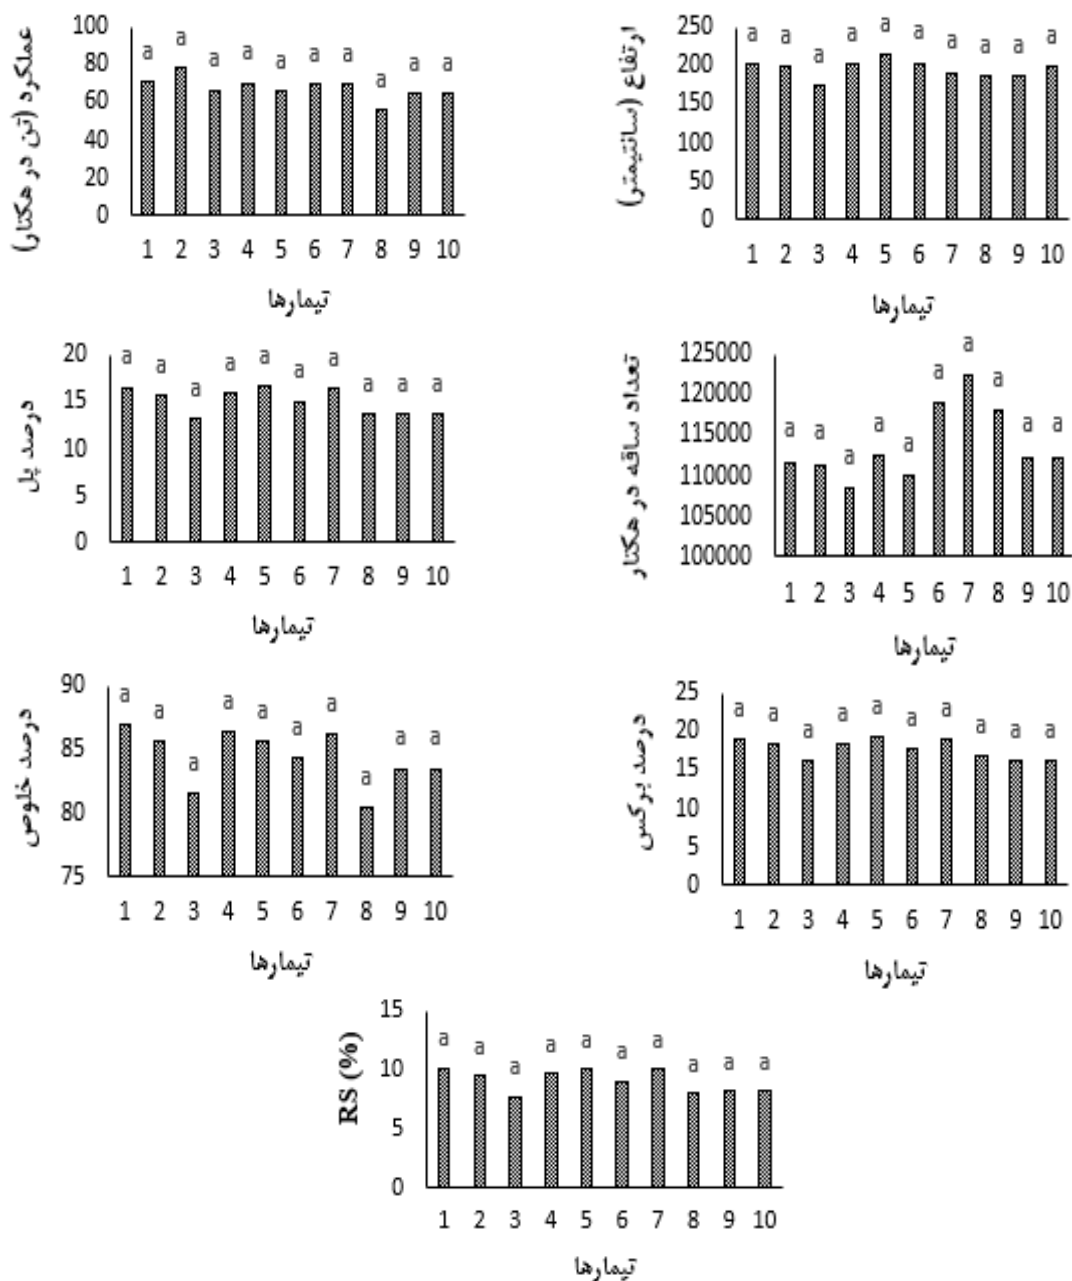 عملکرد (تن در هکتار)
100
80
60
40
20
0
a a a a a a a a a a
1 2 3 4 5 6 7 8 9 10
تیمارها
ارتفاع (سانتیمتر)
250
200
150
100
50
0
a a a a a a a a a a
1 2 3 4 5 6 7 8 9 10
تیمارها
درصد پل
20
15
10
5
0
a a a a a a a a a a
1 2 3 4 5 6 7 8 9 10
تیمارها
تعداد ساقه در هکتار
125000
120000
115000
110000
105000
100000
a a a a a a a a a a
1 2 3 4 5 6 7 8 9 10
تیمارها
درصد خلوص
90
85
80
75
a a a a a a a a a a
1 2 3 4 5 6 7 8 9 10
تیمارها
درصد برکس
25
20
15
10
5
0
a a a a a a a a a a
1 2 3 4 5 6 7 8 9 10
تیمارها
RS (%)
15
10
5
0
a a a a a a a a a a
1 2 3 4 5 6 7 8 9 10
تیمارها